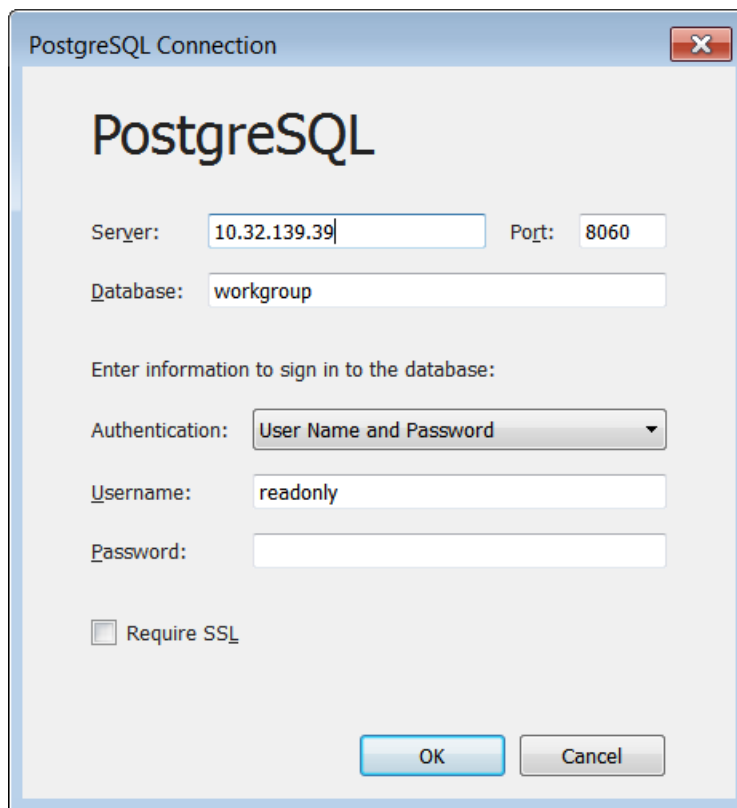 PostgreSQL Connection
PostgreSQL
Server: 10.32.139.39 Port: 8060
Database: workgroup
Enter information to sign in to the database:
Authentication: User Name and Password
Username: readonly
Password:
Require SSL
OK Cancel